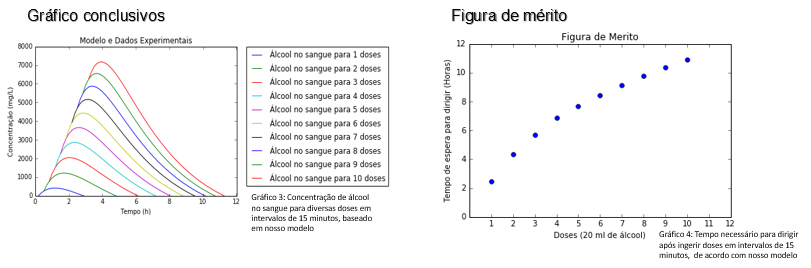 Gráfico conclusivos
Modelo e Dados Experimentais
8000
7000
6000
5000
4000
3000
2000
1000
0
Concentração (mg/L)
0 2 4 6 8 10 12
Tempo (h)
Álcool no sangue para 1 doses
Álcool no sangue para 2 doses
Álcool no sangue para 3 doses
Álcool no sangue para 4 doses
Álcool no sangue para 5 doses
Álcool no sangue para 6 doses
Álcool no sangue para 7 doses
Álcool no sangue para 8 doses
Álcool no sangue para 9 doses
Álcool no sangue para 10 doses
Gráfico 3: Concentração de álcool
no sangue para diversas doses em
intervalos de 15 minutos, baseado
em nosso modelo
Figura de mérito
Figura de Merito
12
10
8
6
4
2
0
Tempo de espera para dirigir (Horas)
1 2 3 4 5 6 7 8 9 10 11 12
Doses (20 ml de álcool)
Gráfico 4: Tempo necessário para dirigir
após ingerir doses em intervalos de 15
minutos, de acordo com nosso modelo